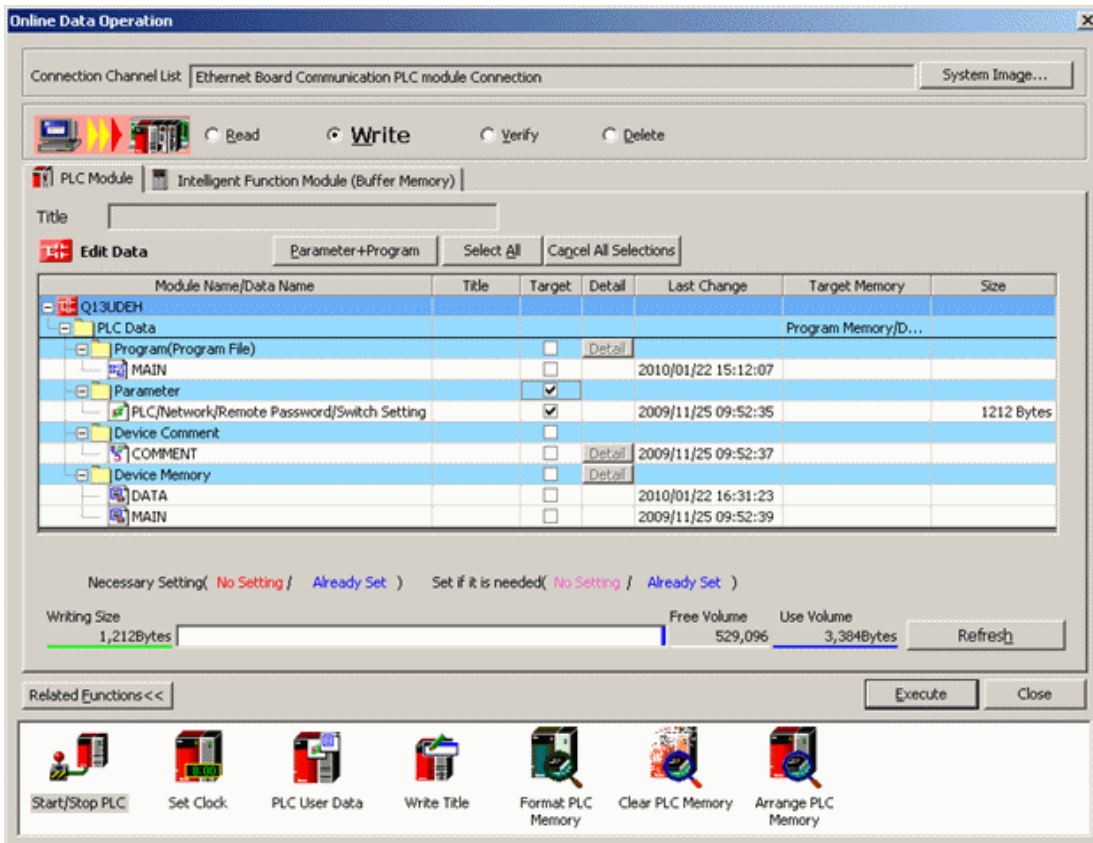 Online Data Operation
Connection Channel List Ethernet Board Communication PLC module Connection System Image...
Read Write Verify Delete
PLC Module Intelligent Function Module (Buffer Memory)
Title
Edit Data Parameter+Program Select All Cancel All Selections
Module Name/Data Name Title Target Detail Last Change Target Memory Size
Q13UDEH
PLC Data Program Memory/D...
Program(Program File) Detail
MAIN 2010/01/22 15:12:07
Parameter
PLC/Network/Remote Password/Switch Setting 2009/11/25 09:52:35 1212 Bytes
Device Comment
COMMENT Detail 2009/11/25 09:52:37
Device Memory Detail
DATA 2010/01/22 16:31:23
MAIN 2009/11/25 09:52:39
Necessary Setting( No Setting / Already Set ) Set if it is needed( No Setting / Already Set )
Writing Size Free Volume Use Volume
1,212Bytes 529,096 3,384Bytes Refresh
Related Functions<< Execute Close
8:00
Start/Stop PLC Set Clock PLC User Data Write Title Format PLC Memory Clear PLC Memory Arrange PLC Memory